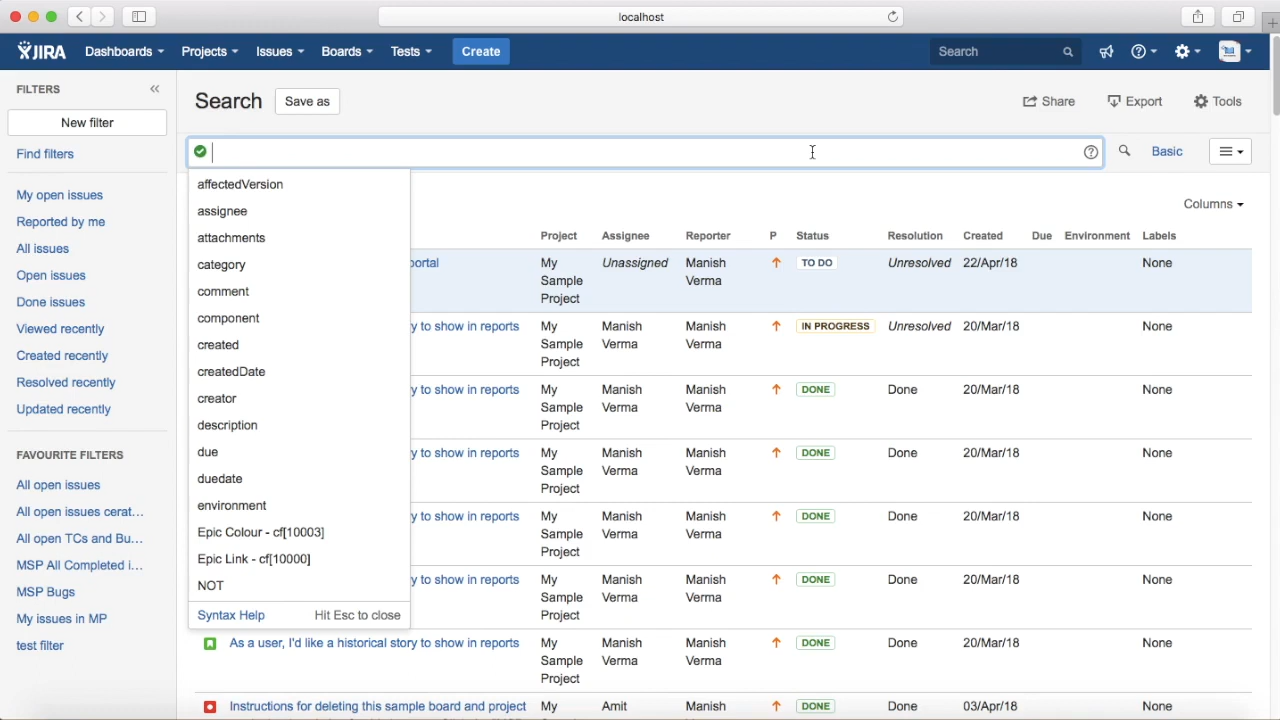 localhost
JIRA Dashboards Projects Issues Boards Tests Create Search
FILTERS
New filter
Find filters
My open issues
Reported by me
All issues
Open issues
Done issues
Viewed recently
Created recently
Resolved recently
Updated recently
FAVOURITE FILTERS
All open issues
All open issues cerat...
All open TCs and Bu...
MSP All Completed i...
MSP Bugs
My issues in MP
test filter
Search Save as Share Export Tools
Basic
affectedVersion
assignee
attachments
category
comment
component
created
createdDate
creator
description
due
duedate
environment
Epic Colour - cf[10003]
Epic Link - cf[10000]
NOT
Syntax Help Hit Esc to close
Columns
Project Assignee Reporter P Status Resolution Created Due Environment Labels
portal My Unassigned Manish TO DO Unresolved 22/Apr/18 None
Sample Verma
Project
y to show in reports My Manish Manish IN PROGRESS Unresolved 20/Mar/18 None
Sample Verma Verma
Project
y to show in reports My Manish Manish DONE Done 20/Mar/18 None
Sample Verma Verma
Project
y to show in reports My Manish Manish DONE Done 20/Mar/18 None
Sample Verma Verma
Project
y to show in reports My Manish Manish DONE Done 20/Mar/18 None
Sample Verma Verma
Project
y to show in reports My Manish Manish DONE Done 20/Mar/18 None
Sample Verma Verma
Project
As a user, I'd like a historical story to show in reports My Manish Manish DONE Done 20/Mar/18 None
Sample Verma Verma
Project
Instructions for deleting this sample board and project My Amit Manish DONE Done 03/Apr/18 None